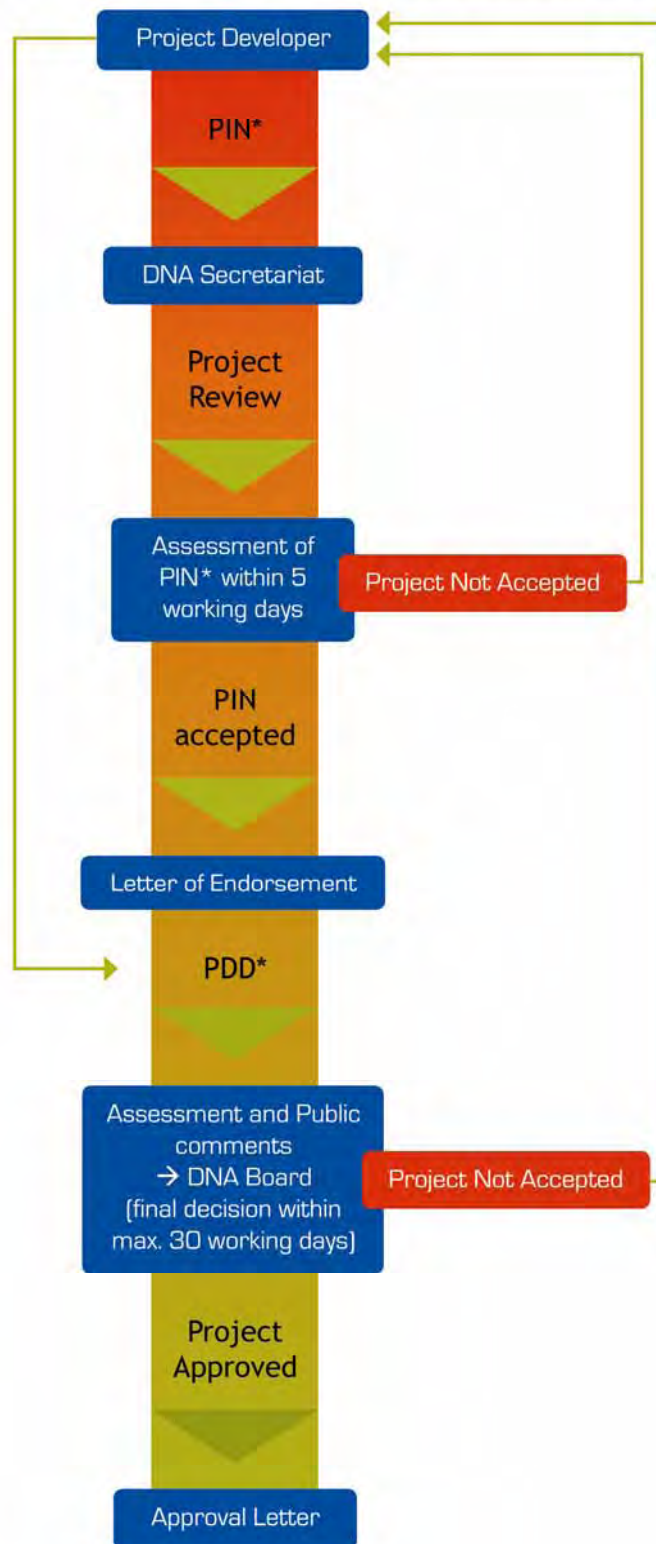 Project Developer
PIN*
DNA Secretariat
Project
Review
Assessment of
PIN* within 5
working days
Project Not Accepted
PIN
accepted
Letter of Endorsement
PDD*
Assessment and Public
comments
→ DNA Board
(final decision within
max. 30 working days)
Project Not Accepted
Project
Approved
Approval Letter